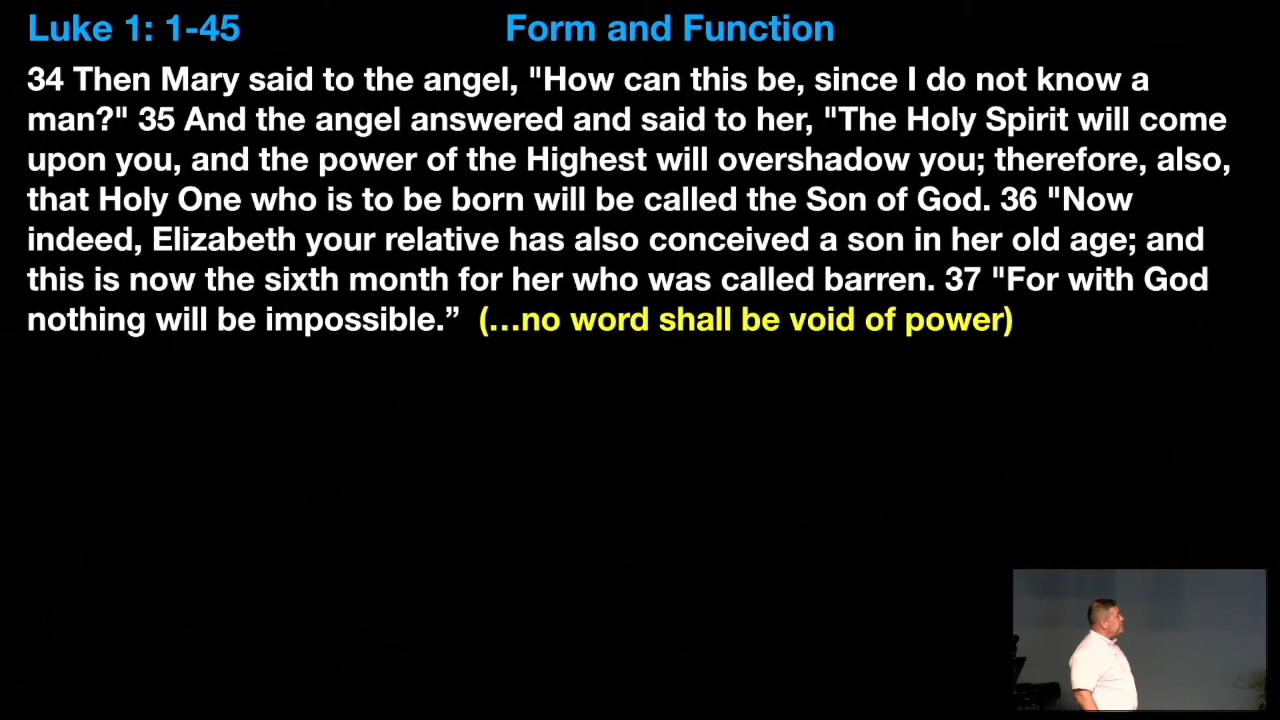 Luke 1: 1-45 Form and Function
34 Then Mary said to the angel, "How can this be, since I do not know a
man?" 35 And the angel answered and said to her, "The Holy Spirit will come
upon you, and the power of the Highest will overshadow you; therefore, also,
that Holy One who is to be born will be called the Son of God. 36 "Now
indeed, Elizabeth your relative has also conceived a son in her old age; and
this is now the sixth month for her who was called barren. 37 "For with God
nothing will be impossible.” (…no word shall be void of power)